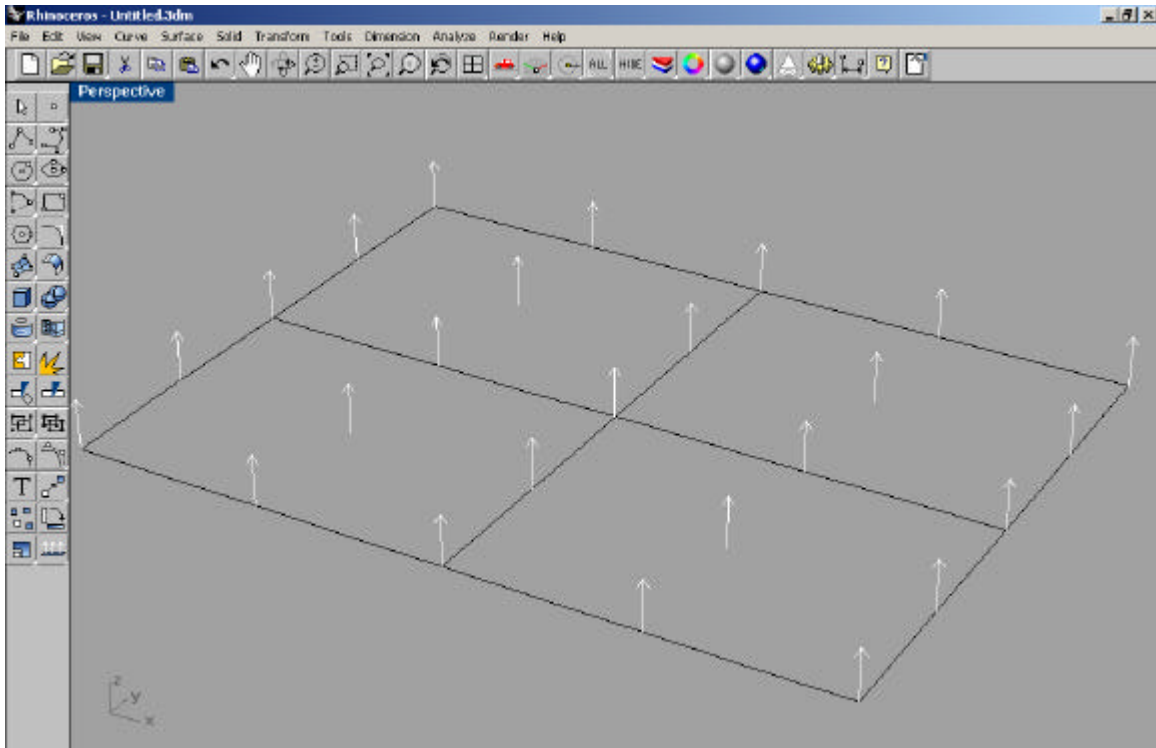 Rhinoceros - Untitled.3dm
File Edit View Curve Surface Solid Transform Tools Dimension Analyze Render Help
ALL HIDE
Perspective
T
z
y
x